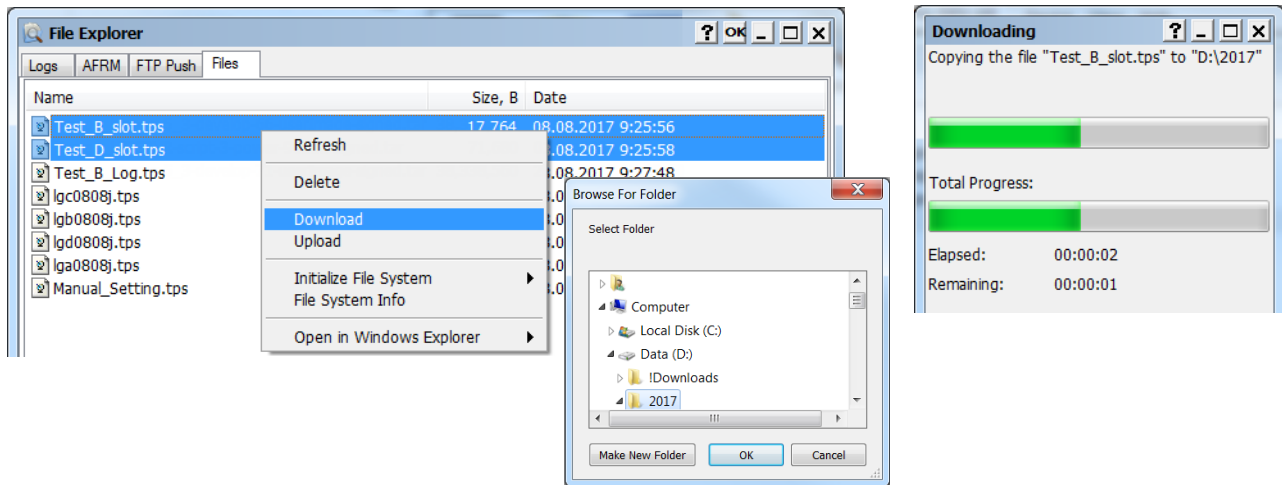 File Explorer
? OK
Logs AFRM FTP Push Files
Name Size, B Date
Test_B_slot.tps 17 764 08.08.2017 9:25:56
Test_D_slot.tps .08.2017 9:25:58
Test_B_Log.tps .08.2017 9:27:48
lgc0808j.tps
lgb0808j.tps
lgd0808j.tps
lga0808j.tps
Manual_Setting.tps
Refresh
Delete
Download
Upload
Initialize File System
File System Info
Open in Windows Explorer
Browse For Folder
Select Folder
Computer
Local Disk (C:)
Data (D:)
!Downloads
2017
Make New Folder OK Cancel
Downloading ?
Copying the file "Test_B_slot.tps" to "D:\2017"
Total Progress:
Elapsed: 00:00:02
Remaining: 00:00:01